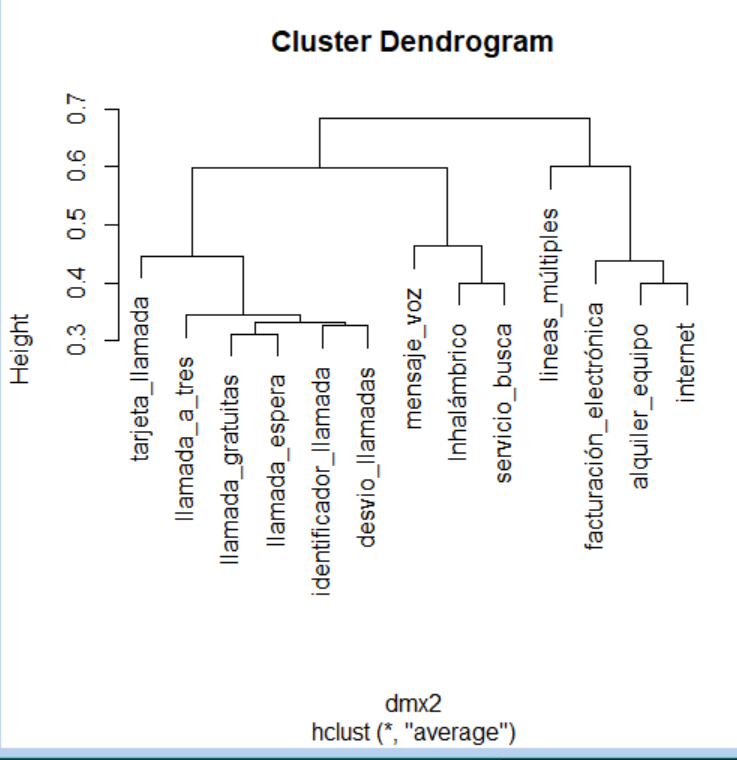 Cluster Dendrogram
Height
0.3
0.4
0.5
0.6
0.7
tarjeta_llamada
llamada_a_tres
llamada_gratuitas
llamada_espera
identificador_llamada
desvio_llamadas
mensaje_voz
Inhalámbrico
servicio_busca
lineas_múltiples
facturación_electrónica
alquiler_equipo
internet
dmx2
hclust (*, "average")